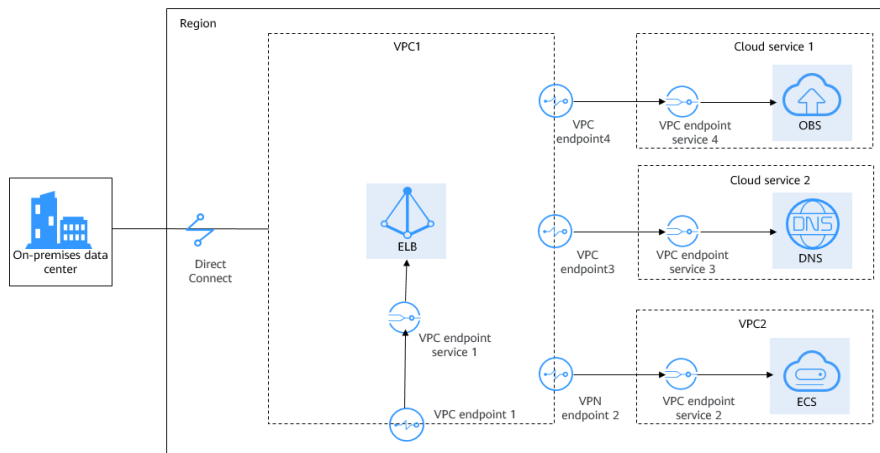 Region
VPC1
Cloud service 1
VPC
endpoint4
VPC endpoint
service 4
OBS
Cloud service 2
On-premises data
center
Direct
Connect
ELB
VPC
endpoint3
VPC endpoint
service 3
DNS
DNS
VPC endpoint
service 1
VPC2
VPC endpoint 1
VPN
endpoint 2
VPC endpoint
service 2
ECS